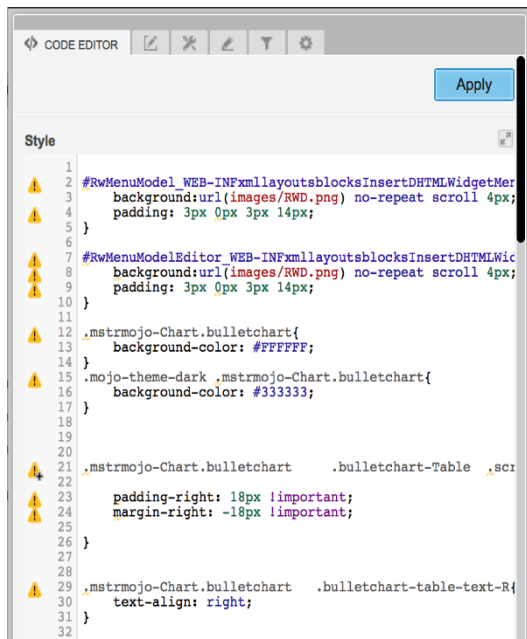 CODE EDITOR
Apply
Style
1
2 #RwMenuModel_WEB-INFxmllayoutsblocksInsertDHTMLWidgetMer
3 background:url(images/RWD.png) no-repeat scroll 4px;
4 padding: 3px 0px 3px 14px;
5 }
6
7 #RwMenuModelEditor_WEB-INFxmllayoutsblocksInsertDHTMLWid
8 background:url(images/RWD.png) no-repeat scroll 4px;
9 padding: 3px 0px 3px 14px;
10 }
11
12 .mstrmojo-Chart.bulletchart{
13 background-color: #FFFFFF;
14 }
15 .mojo-theme-dark .mstrmojo-Chart.bulletchart{
16 background-color: #333333;
17 }
18
19
20
21 .mstrmojo-Chart.bulletchart .bulletchart-Table .scr
22
23 padding-right: 18px !important;
24 margin-right: -18px !important;
25
26 }
27
28
29 .mstrmojo-Chart.bulletchart .bulletchart-table-text-R{
30 text-align: right;
31 }
32